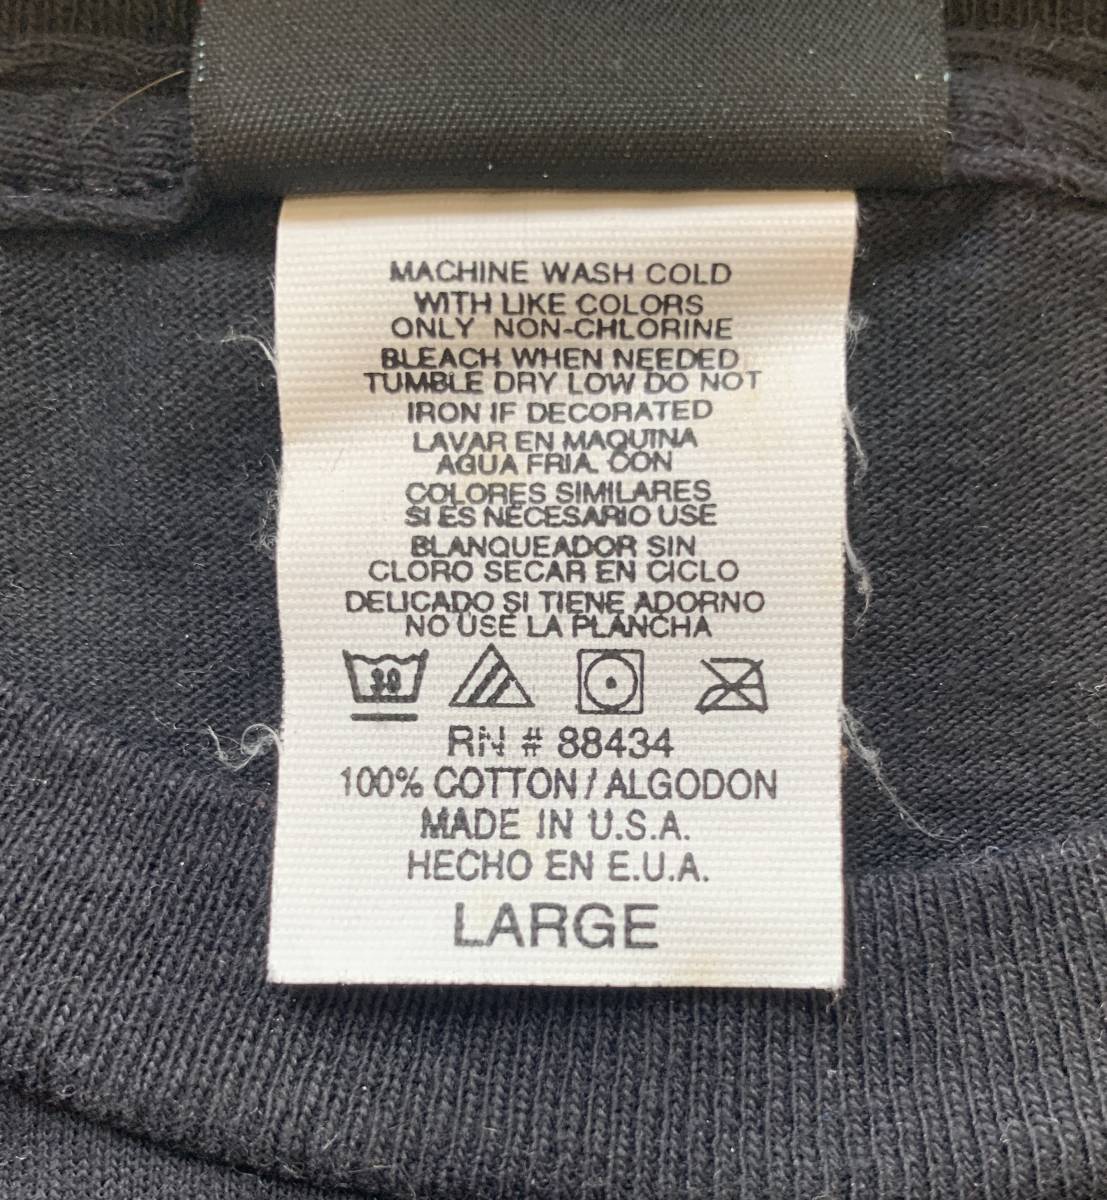 MACHINE WASH COLD
WITH LIKE COLORS
ONLY NON-CHLORINE
BLEACH WHEN NEEDED
TUMBLE DRY LOW DO NOT
IRON IF DECORATED
LAVAR EN MAQUINA
AGUA FRIA. CON
COLORES SIMILARES
SI ES NECESARIO USE
BLANQUEADOR SIN
CLORO SECAR EN CICLO
DELICADO SI TIENE ADORNO
NO USE LA PLANCHA
30
RN # 88434
100% COTTON / ALGODON
MADE IN U.S.A.
HECHO EN E.U.A.
LARGE